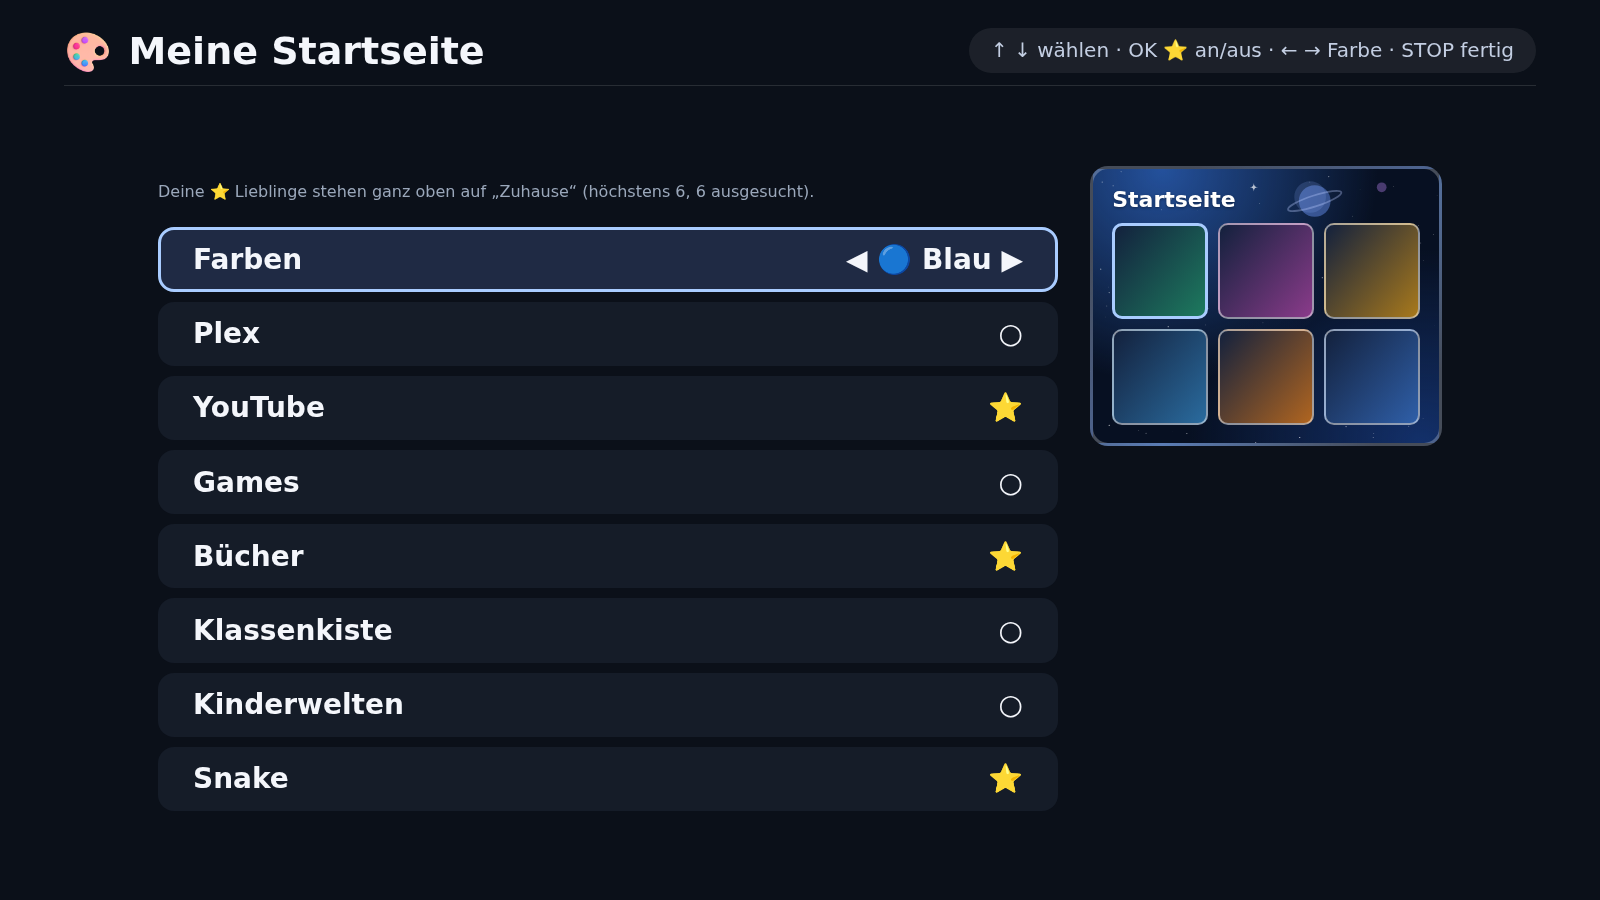 🎨 Meine Startseite
↑ ↓ wählen · OK ⭐ an/aus · ← → Farbe · STOP fertig
Deine ⭐ Lieblinge stehen ganz oben auf „Zuhause“ (höchstens 6, 6 ausgesucht).
Farben ◀ 🔵 Blau ▶
Plex ○
YouTube ⭐
Games ○
Bücher ⭐
Klassenkiste ○
Kinderwelten ○
Snake ⭐
Startseite